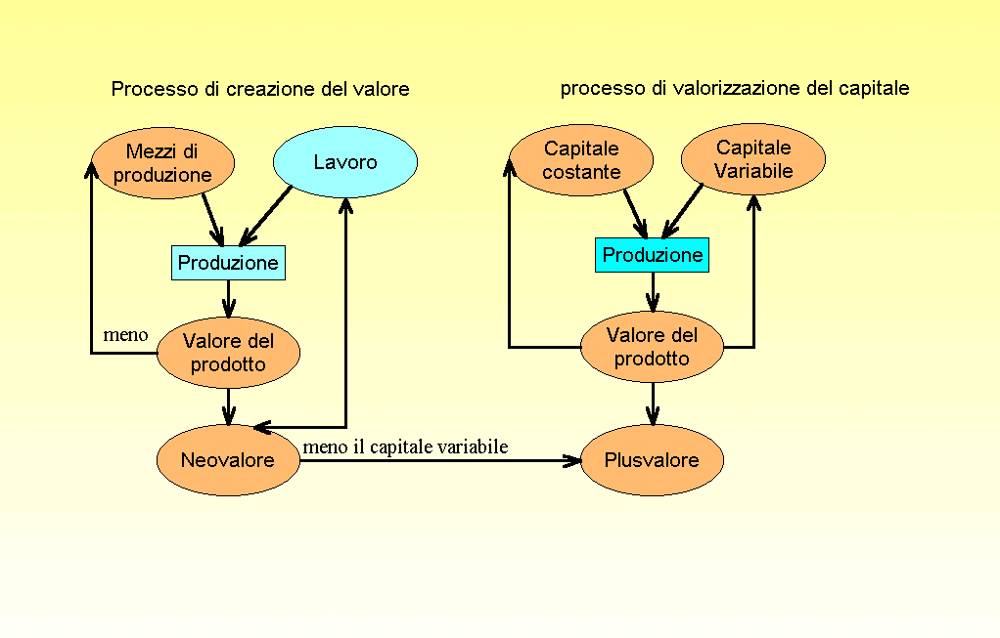 Processo di creazione del valore
Mezzi di
produzione
Lavoro
Produzione
meno
Valore del
prodotto
Neovalore
meno il capitale variabile
processo di valorizzazione del capitale
Capitale
costante
Capitale
Variabile
Produzione
Valore del
prodotto
Plusvalore